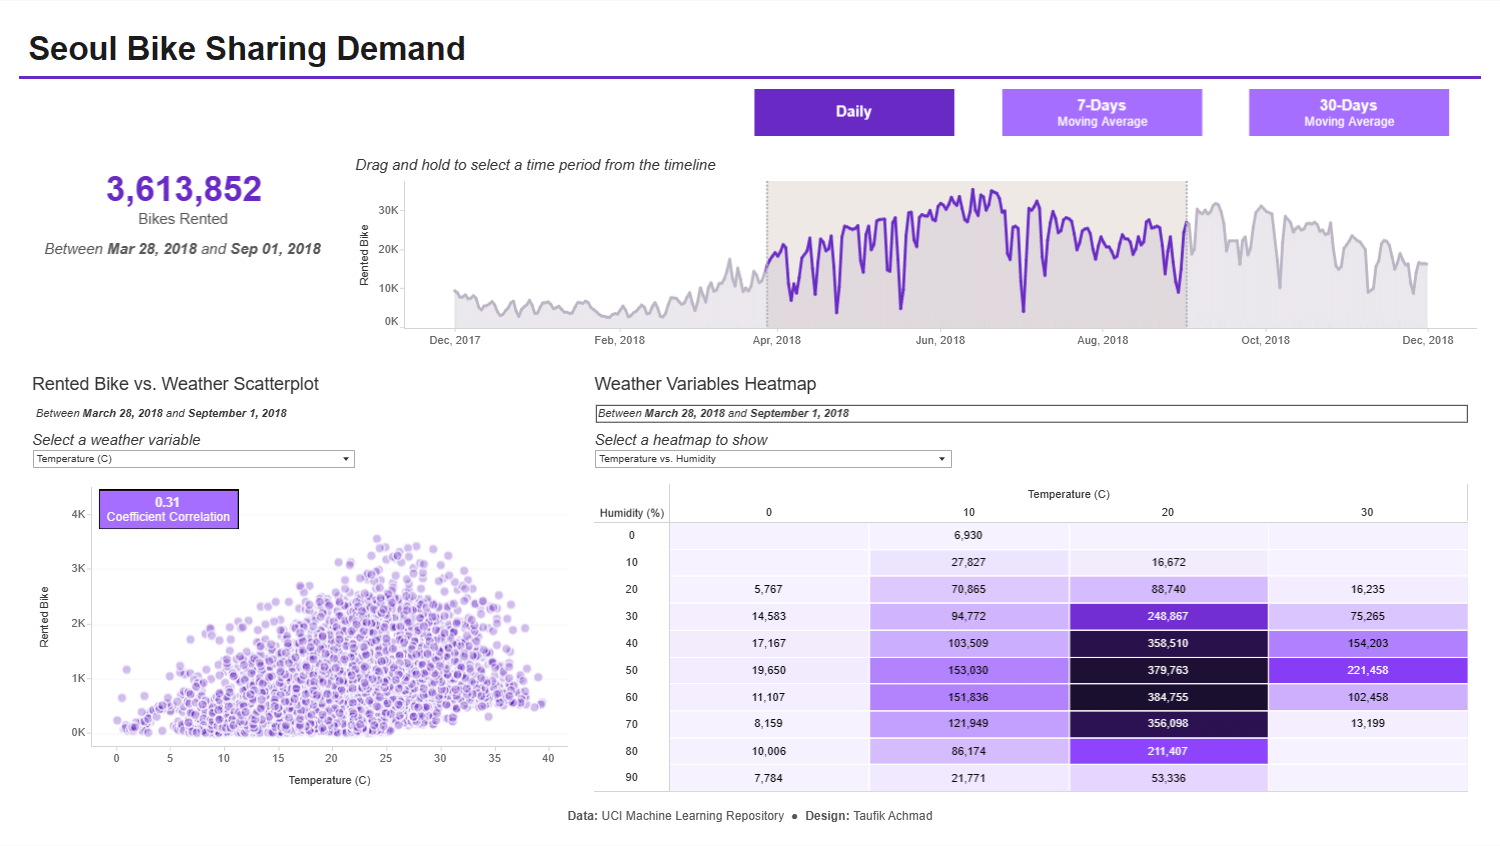 Seoul Bike Sharing Demand
Daily
7-Days
Moving Average
30-Days
Moving Average
3,613,852
Bikes Rented
Between Mar 28, 2018 and Sep 01, 2018
Drag and hold to select a time period from the timeline
Rented Bike
30K
20K
10K
0K
Dec, 2017 Feb, 2018 Apr, 2018 Jun, 2018 Aug, 2018 Oct, 2018 Dec, 2018
Rented Bike vs. Weather Scatterplot
Between March 28, 2018 and September 1, 2018
Select a weather variable
Temperature (C)
0.31
Coefficient Correlation
Rented Bike
4K
3K
2K
1K
0K
0 5 10 15 20 25 30 35 40
Temperature (C)
Weather Variables Heatmap
Between March 28, 2018 and September 1, 2018
Select a heatmap to show
Temperature vs. Humidity
Temperature (C)
Humidity (%) 0 10 20 30
0 6,930
10 27,827 16,672
20 5,767 70,865 88,740 16,235
30 14,583 94,772 248,867 75,265
40 17,167 103,509 358,510 154,203
50 19,650 153,030 379,763 221,458
60 11,107 151,836 384,755 102,458
70 8,159 121,949 356,098 13,199
80 10,006 86,174 211,407
90 7,784 21,771 53,336
Data: UCI Machine Learning Repository ● Design: Taufik Achmad